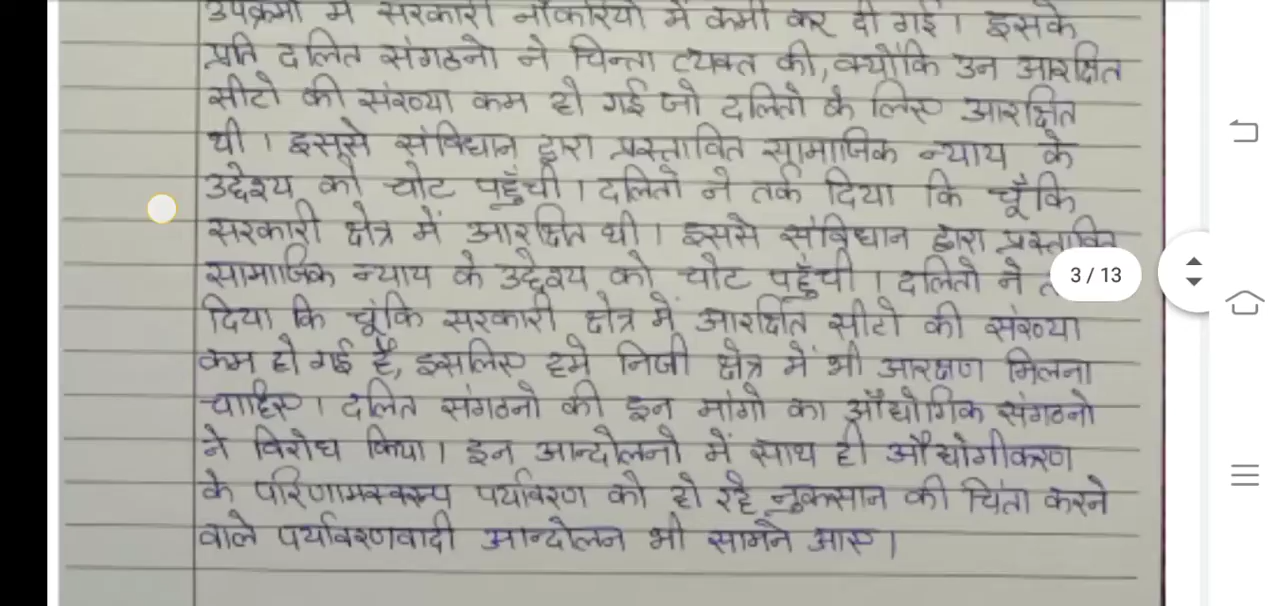 उपक्रमों में सरकारी नौकरियों में कमी कर दी गई। इसके
प्रति दलित संगठनो ने चिन्ता व्यक्त की, क्योंकि उन आरक्षित
सीटो की संख्या कम हो गई जो दलितो के लिए आरक्षित
थी। इससे संविधान द्वारा प्रस्तावित सामाजिक न्याय के
उद्देश्य को चोट पहुँची। दलितो ने तर्क दिया कि चूँकि
सरकारी क्षेत्र में आरक्षित थी। इससे संविधान द्वारा प्रस्तावित
सामाजिक न्याय के उद्देश्य को चोट पहुँची। दलितो ने
3 / 13
दिया कि चूंकि सरकारी क्षेत्र में आरक्षित सीटो की संख्या
कम हो गई है, इसलिए हमे निजी क्षेत्र में भी आरक्षण मिलना
चाहिए। दलित संगठनो की इन मांगो का औद्योगिक संगठनो
ने विरोध किया। इन आन्दोलनो में साथ ही औद्योगीकरण
के परिणामस्वरूप पर्यावरण को हो रहे नुकसान की चिंता करने
वाले पर्यावरणवादी आन्दोलन भी सामने आए।